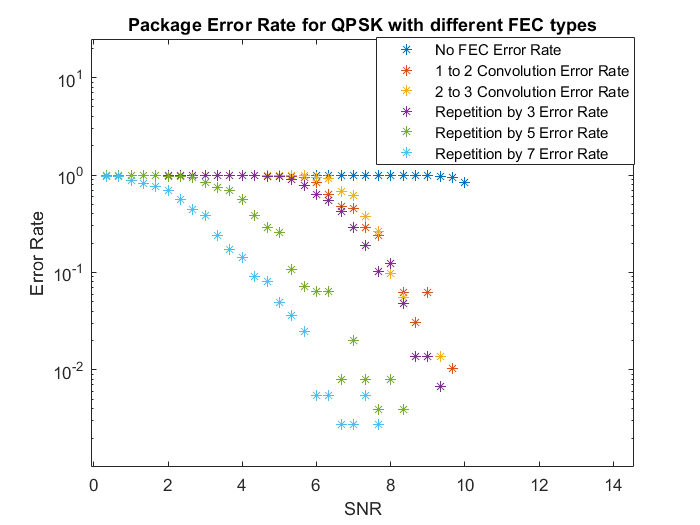 Package Error Rate for QPSK with different FEC types
No FEC Error Rate
1 to 2 Convolution Error Rate
2 to 3 Convolution Error Rate
Repetition by 3 Error Rate
Repetition by 5 Error Rate
Repetition by 7 Error Rate
Error Rate
10^1
10^0
10^-1
10^-2
0 2 4 6 8 10 12 14
SNR